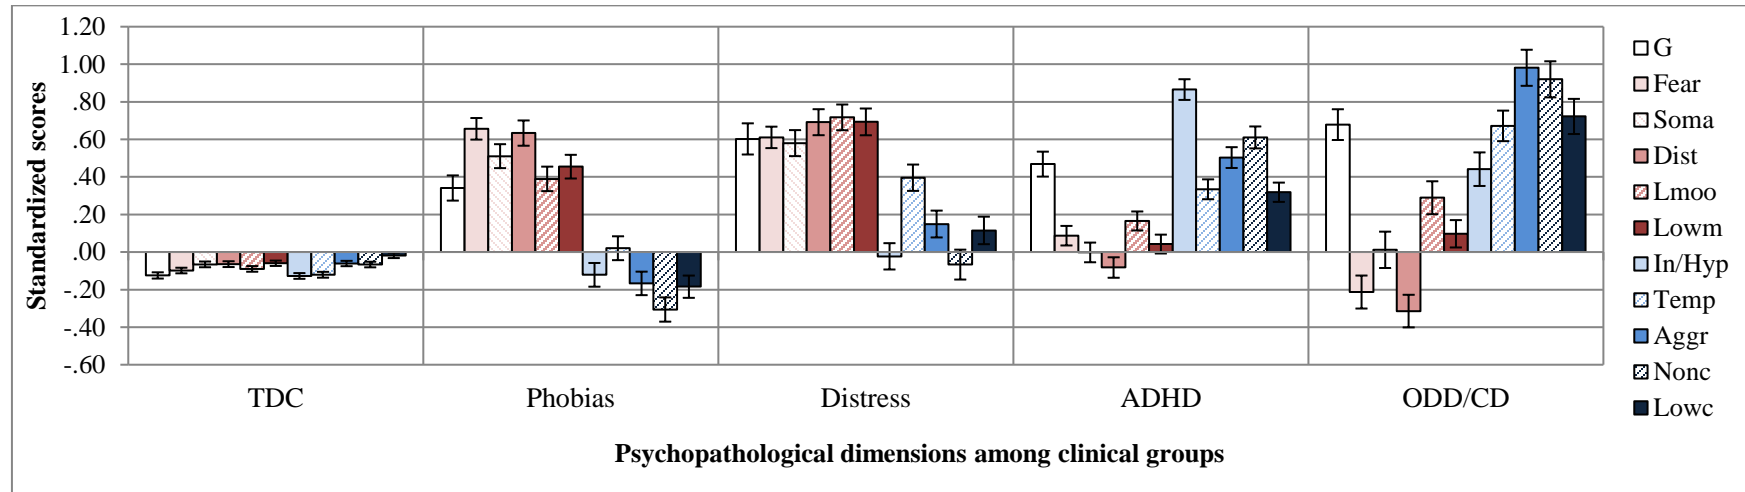 1.20
1.00
.80
.60
.40
.20
.00
-.20
-.40
-.60
Standardized scores
TDC Phobias Distress ADHD ODD/CD
Psychopathological dimensions among clinical groups
G
Fear
Soma
Dist
Lmoo
Lowm
In/Hyp
Temp
Aggr
Nonc
Lowc